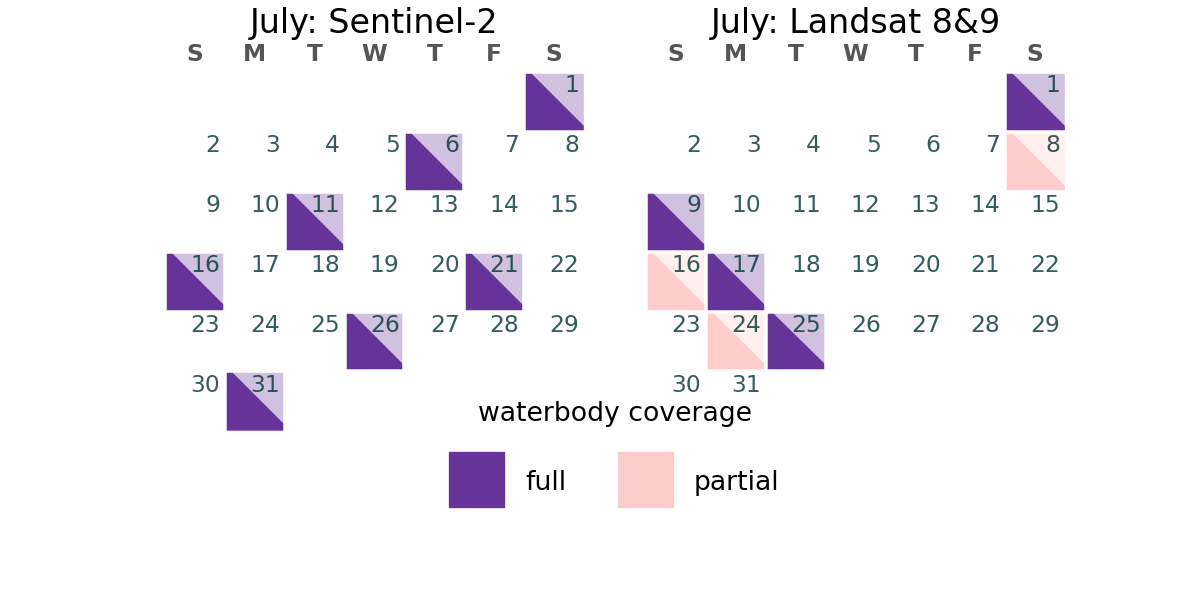 July: Sentinel-2
S M T W T F S
1
2 3 4 5 6 7 8
9 10 11 12 13 14 15
16 17 18 19 20 21 22
23 24 25 26 27 28 29
30 31
July: Landsat 8&9
S M T W T F S
1
2 3 4 5 6 7 8
9 10 11 12 13 14 15
16 17 18 19 20 21 22
23 24 25 26 27 28 29
30 31
waterbody coverage
full partial